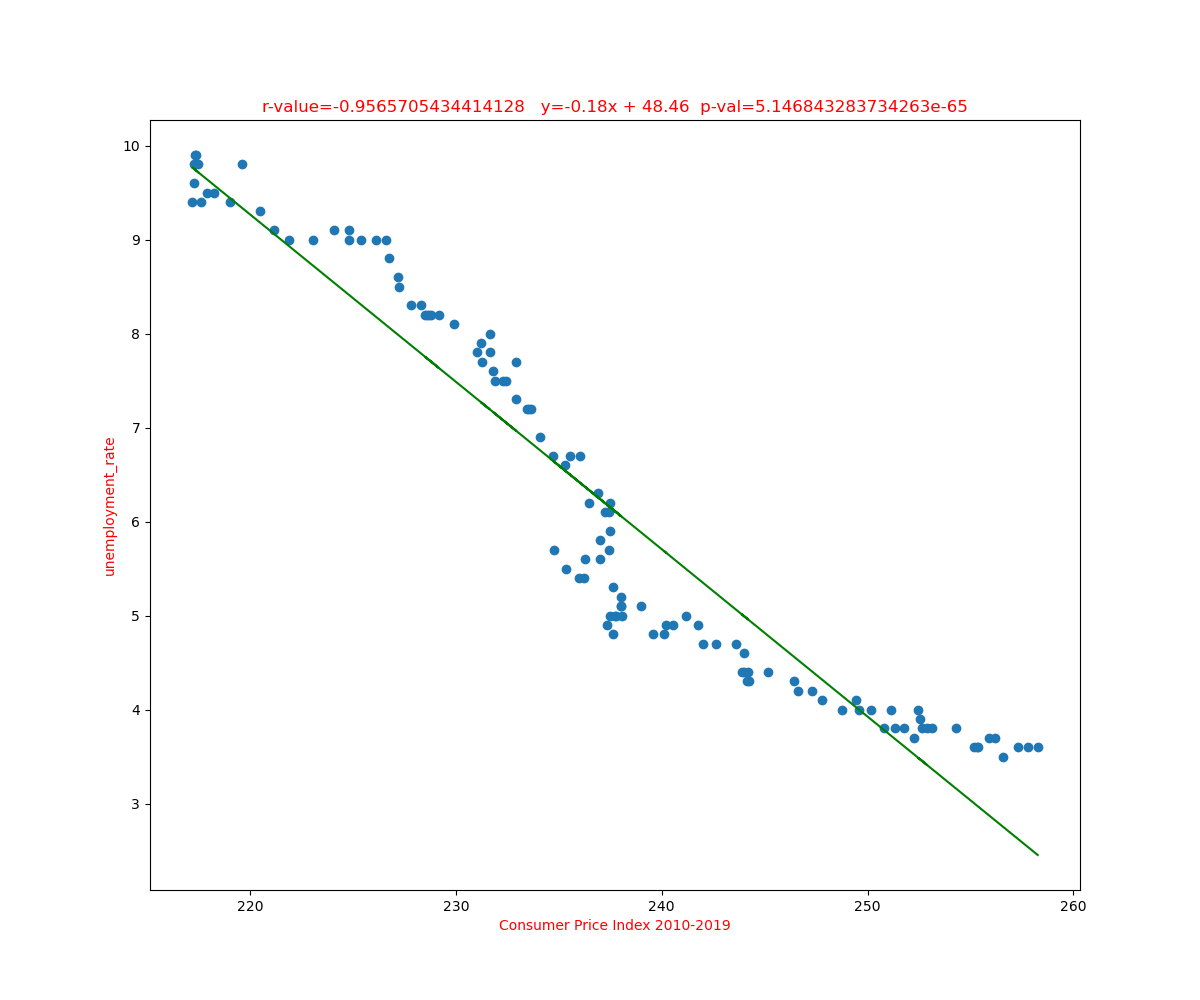 r-value=-0.9565705434414128 y=-0.18x + 48.46 p-val=5.146843283734263e-65
10
9
8
7
6
5
4
3
unemployment_rate
220 230 240 250 260
Consumer Price Index 2010-2019